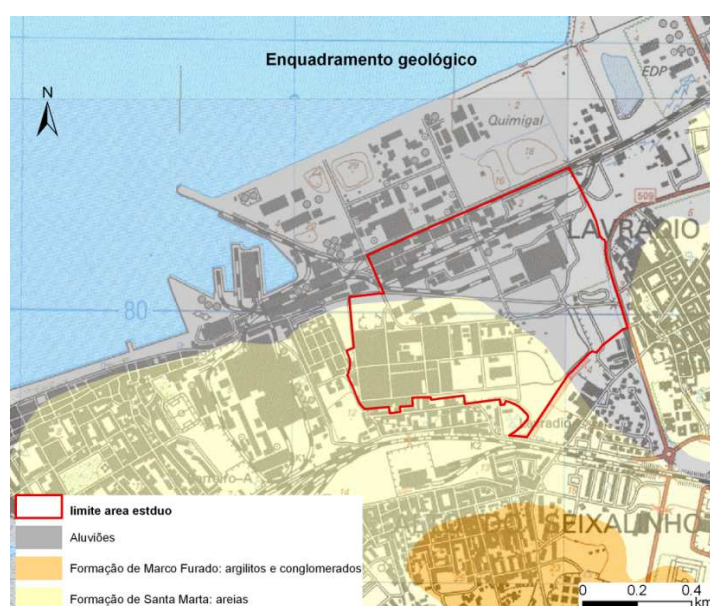 Enquadramento geológico
N
EDP
Quimigal
509
LAVRADIO
80
limite area estduo
Aluviões
Formação de Marco Furado: argilitos e conglomerados
Formação de Santa Marta: areias
SEIXALINHO
0 0.2 0.4
km